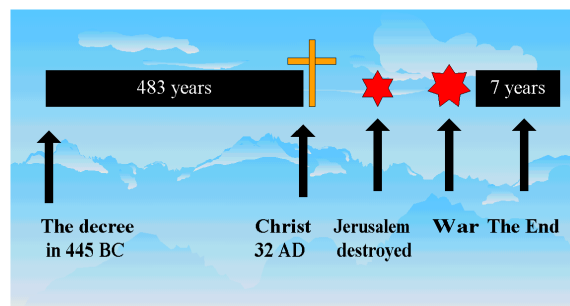 483 years
7 years
The decree
in 445 BC
Christ
32 AD
Jerusalem
destroyed
War
The End